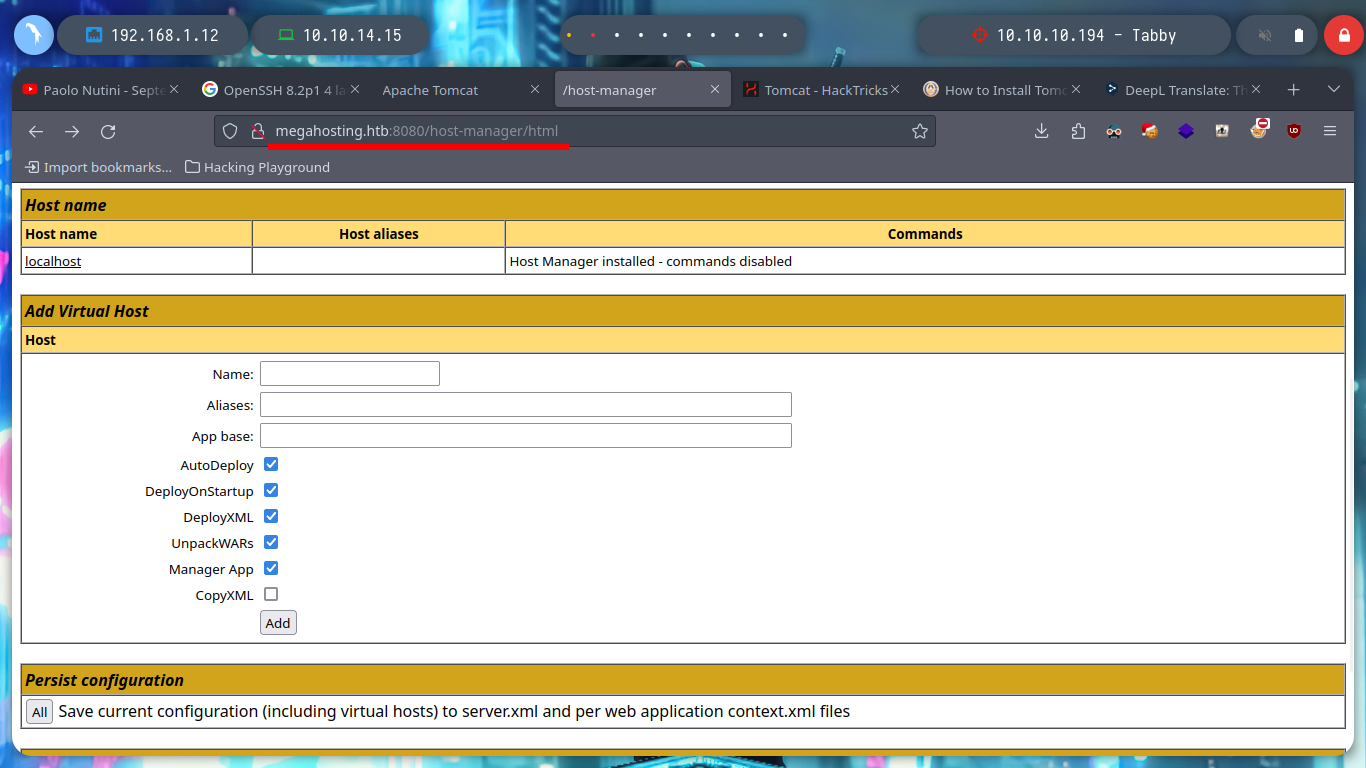 192.168.1.12 10.10.14.15 10.10.10.194 - Tabby
Paolo Nutini - Septe OpenSSH 8.2p1 4 la Apache Tomcat /host-manager Tomcat - HackTricks How to Install Tomc DeepL Translate: Th
megahosting.htb:8080/host-manager/html
Import bookmarks... Hacking Playground
Host name
Host name Host aliases Commands
localhost Host Manager installed - commands disabled
Add Virtual Host
Host
Name:
Aliases:
App base:
AutoDeploy
DeployOnStartup
DeployXML
UnpackWARs
Manager App
CopyXML
Add
Persist configuration
All Save current configuration (including virtual hosts) to server.xml and per web application context.xml files